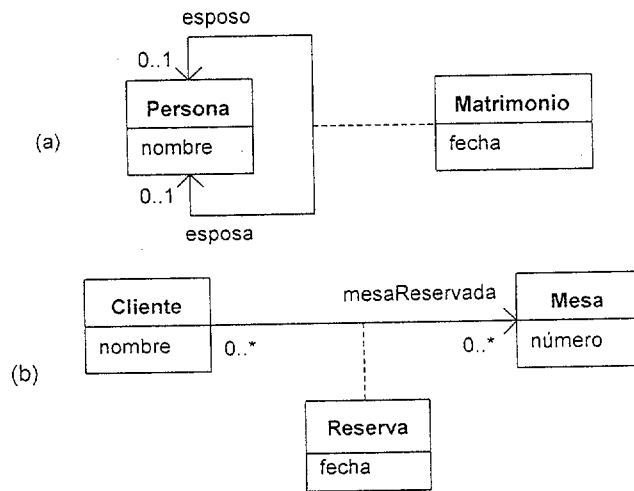 esposo
0..1
Persona
Matrimonio
(a)
nombre
fecha
0..1
esposa
Cliente
mesaReservada
Mesa
nombre
0..*
0..*
número
(b)
Reserva
fecha